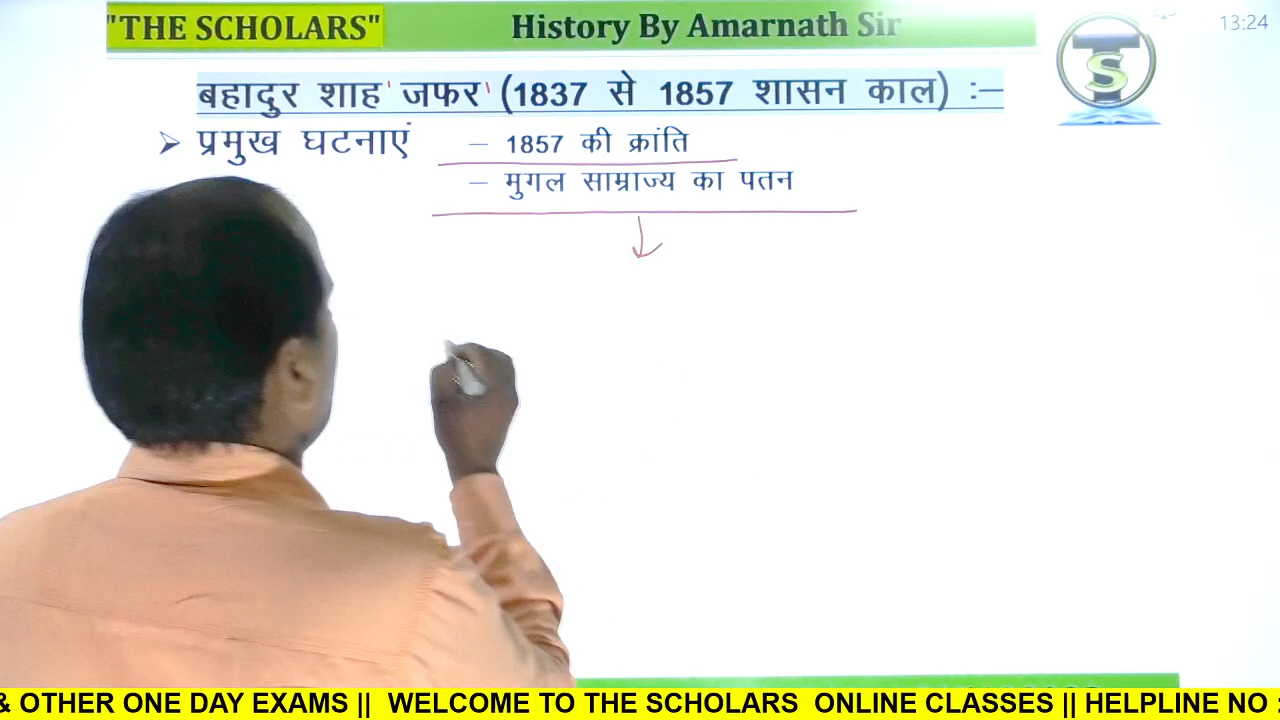 "THE SCHOLARS" History By Amarnath Sir
13:24
TS
बहादुर शाह 'जफर' (1837 से 1857 शासन काल) :–
➢ प्रमुख घटनाएं – 1857 की क्रांति
– मुगल साम्राज्य का पतन
& OTHER ONE DAY EXAMS || WELCOME TO THE SCHOLARS ONLINE CLASSES || HELPLINE NO